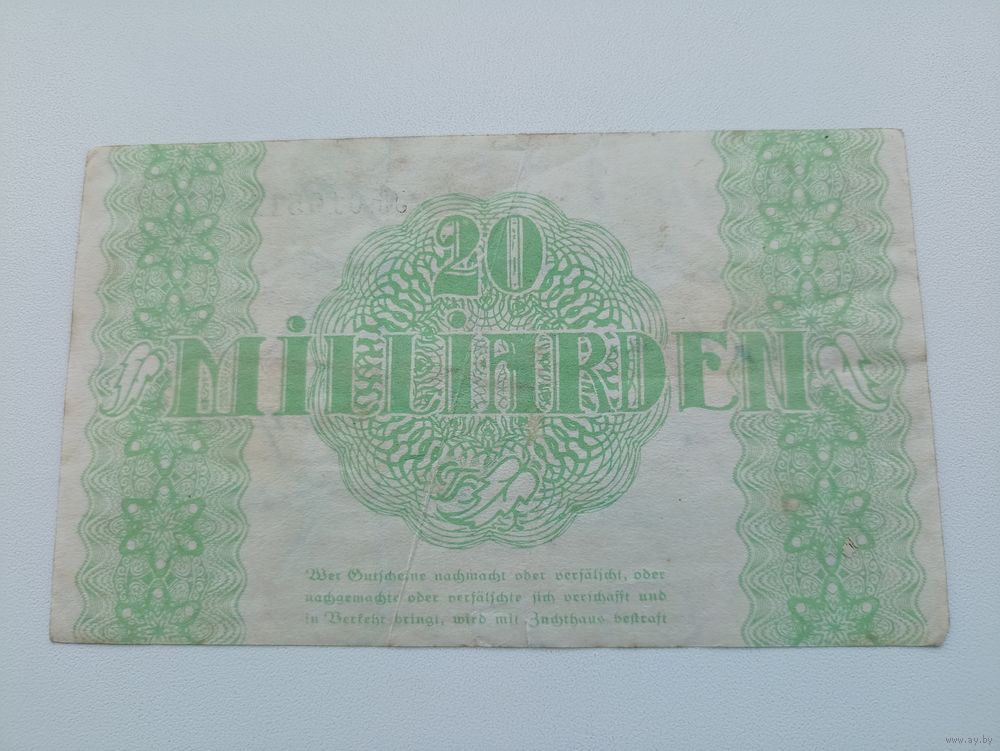 20
MILLIARDEN
Wer Gutscheine nachmacht oder verfälscht, oder
nachgemachte oder verfälschte sich verschafft und
in Verkehr bringt, wird mit Zuchthaus bestraft
www.ay.by